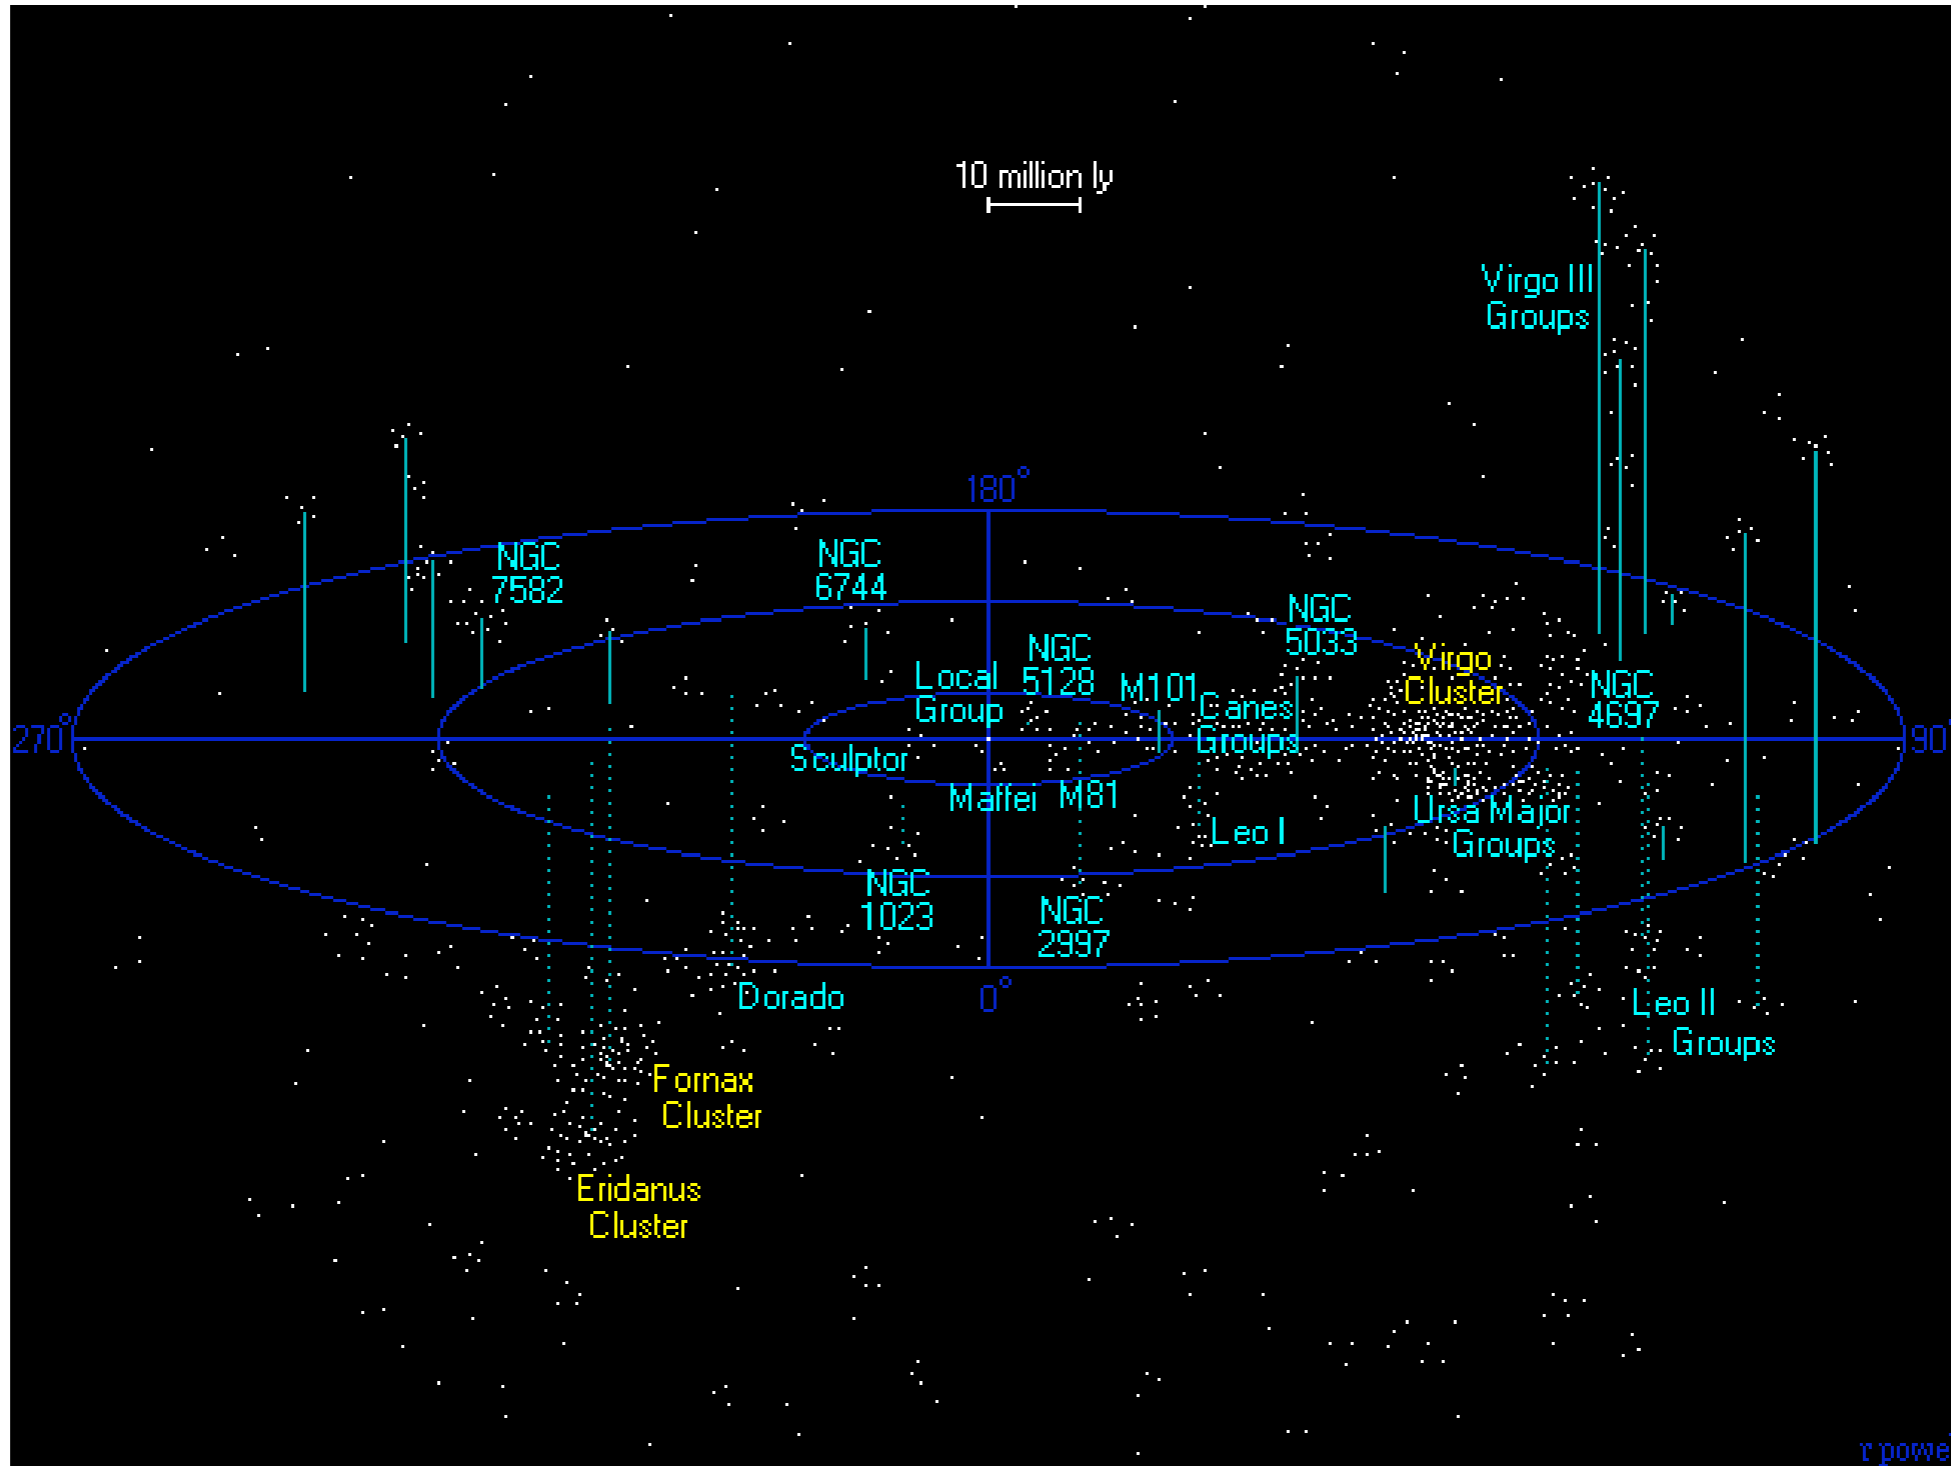 10 million ly
Virgo III
Groups
180°
NGC
7582
NGC
6744
NGC
5033
NGC
5128
Local
Group
M101
Canes
Groups
Virgo
Cluster
NGC
4697
270°
90
Sculptor
Maffei
M81
Leo I
Ursa Major
Groups
NGC
1023
NGC
2997
Dorado
0°
Leo II
Groups
Fornax
Cluster
Eridanus
Cluster
r powe